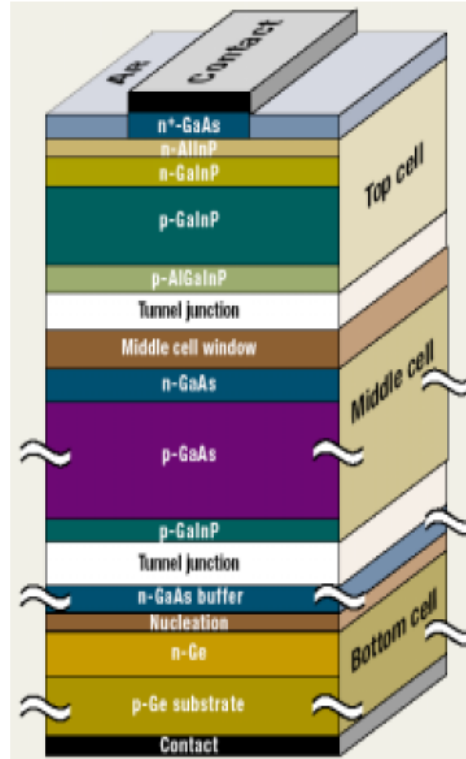 AR
Contact
n+-GaAs
n-AlInP
n-GaInP
p-GaInP
p-AlGaInP
Tunnel junction
Middle cell window
n-GaAs
p-GaAs
p-GaInP
Tunnel junction
n-GaAs buffer
Nucleation
n-Ge
p-Ge substrate
Contact
Top cell
Middle cell
Bottom cell